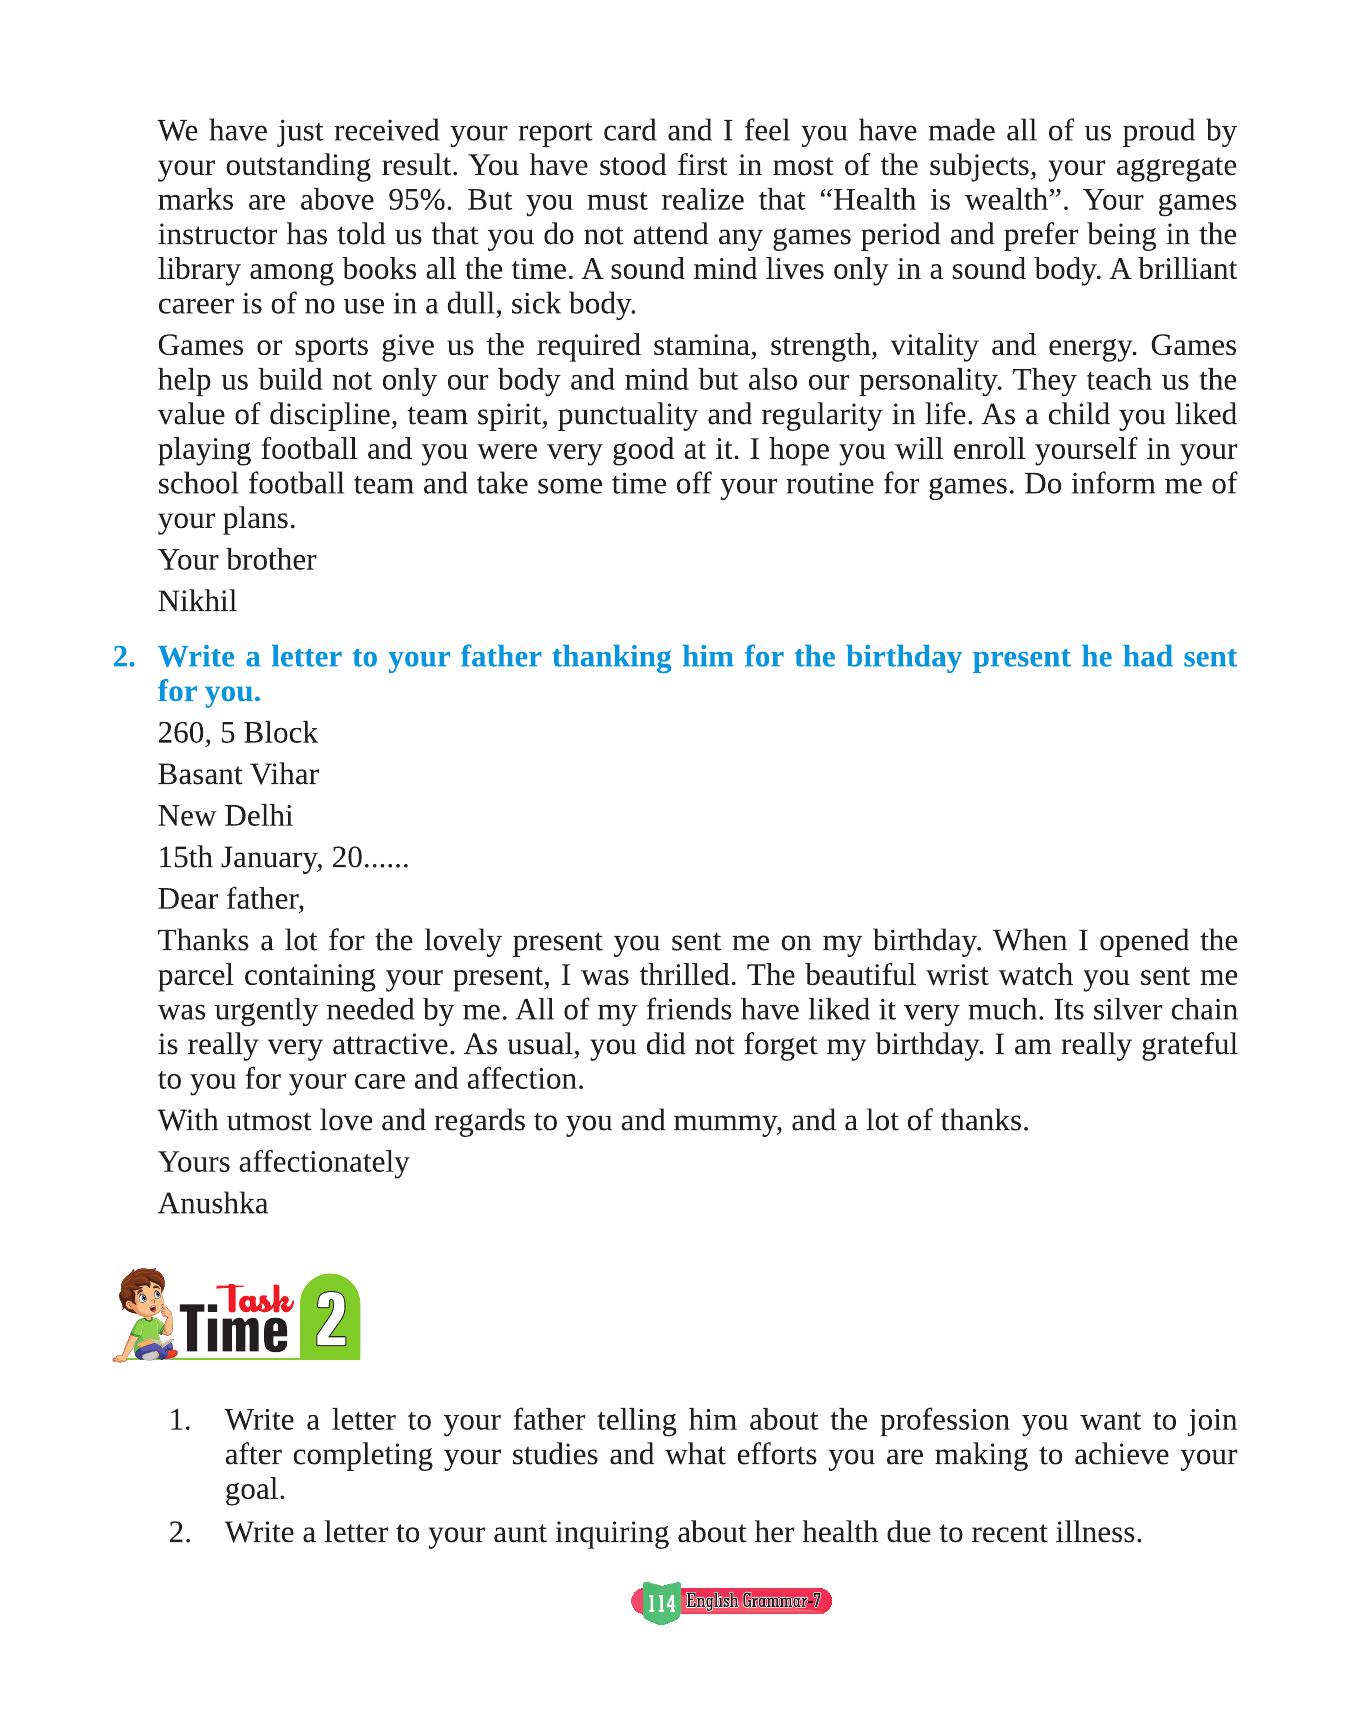 We have just received your report card and I feel you have made all of us proud by
your outstanding result. You have stood first in most of the subjects, your aggregate
marks are above 95%. But you must realize that “Health is wealth”. Your games
instructor has told us that you do not attend any games period and prefer being in the
library among books all the time. A sound mind lives only in a sound body. A brilliant
career is of no use in a dull, sick body.
Games or sports give us the required stamina, strength, vitality and energy. Games
help us build not only our body and mind but also our personality. They teach us the
value of discipline, team spirit, punctuality and regularity in life. As a child you liked
playing football and you were very good at it. I hope you will enroll yourself in your
school football team and take some time off your routine for games. Do inform me of
your plans.
Your brother
Nikhil
2. Write a letter to your father thanking him for the birthday present he had sent
for you.
260, 5 Block
Basant Vihar
New Delhi
15th January, 20......
Dear father,
Thanks a lot for the lovely present you sent me on my birthday. When I opened the
parcel containing your present, I was thrilled. The beautiful wrist watch you sent me
was urgently needed by me. All of my friends have liked it very much. Its silver chain
is really very attractive. As usual, you did not forget my birthday. I am really grateful
to you for your care and affection.
With utmost love and regards to you and mummy, and a lot of thanks.
Yours affectionately
Anushka
Task
Time 2
1. Write a letter to your father telling him about the profession you want to join
after completing your studies and what efforts you are making to achieve your
goal.
2. Write a letter to your aunt inquiring about her health due to recent illness.
114 English Grammar-7